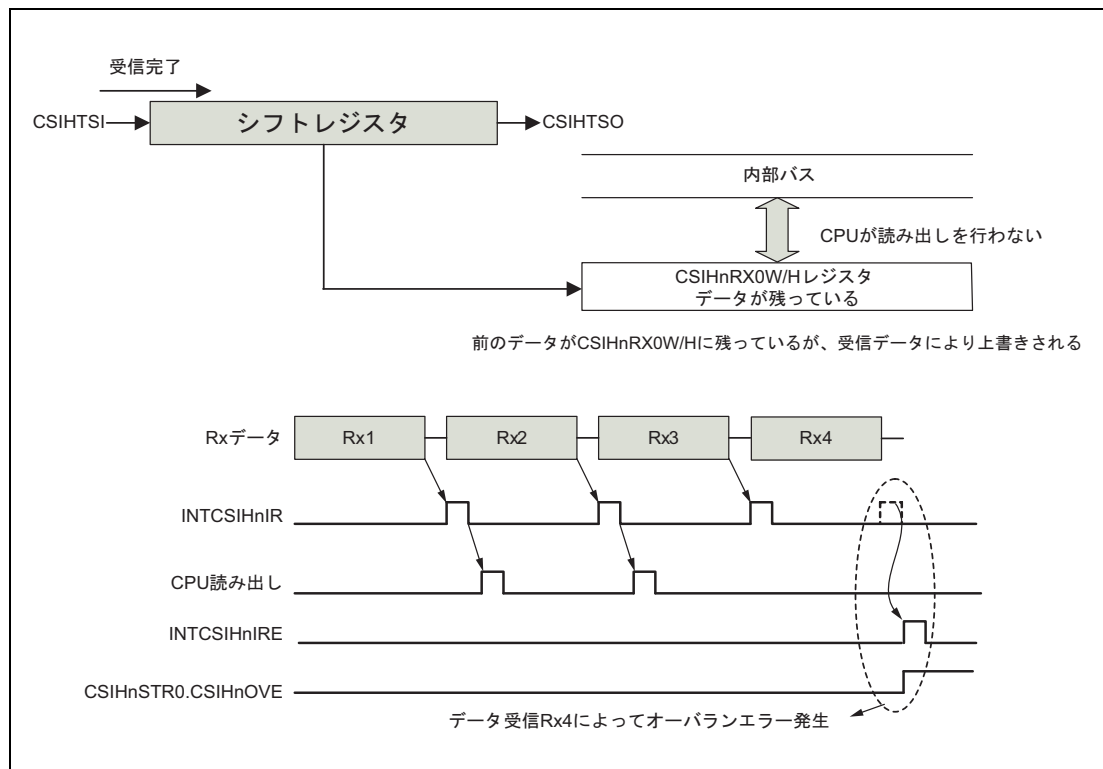 受信完了
CSIHTSI
シフトレジスタ
CSIHTSO
内部バス
CPUが読み出しを行わない
CSIHnRX0W/Hレジスタ
データが残っている
前のデータがCSIHnRX0W/Hに残っているが、受信データにより上書きされる
Rxデータ
Rx1
Rx2
Rx3
Rx4
INTCSIHnIR
CPU読み出し
INTCSIHnIRE
CSIHnSTR0.CSIHnOVE
データ受信Rx4によってオーバランエラー発生